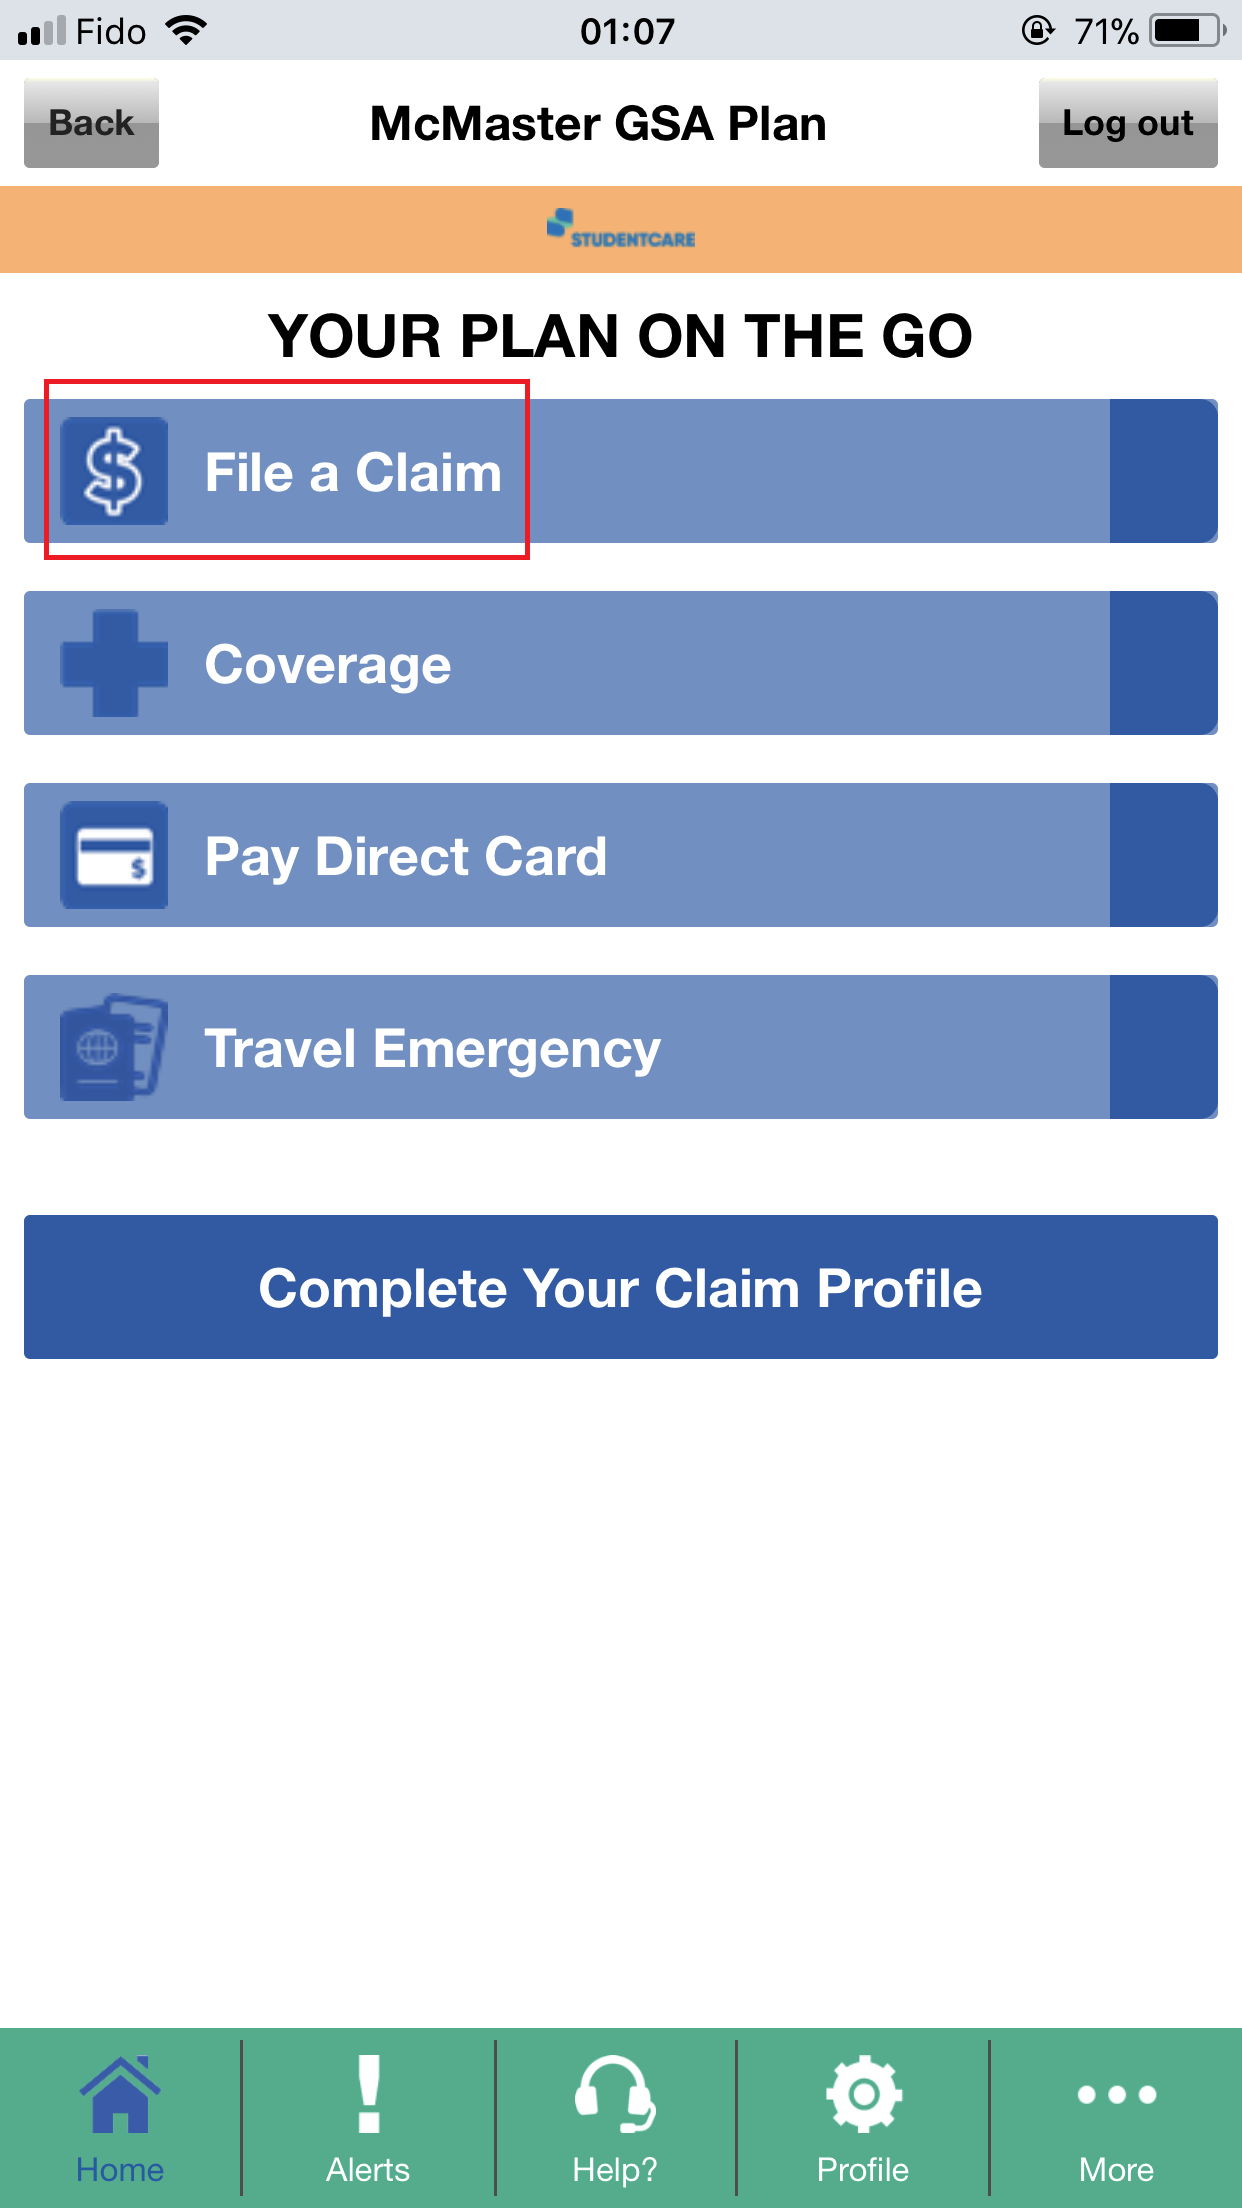 Fido 01:07 71%
Back McMaster GSA Plan Log out
STUDENTCARE
YOUR PLAN ON THE GO
$ File a Claim
Coverage
$ Pay Direct Card
Travel Emergency
Complete Your Claim Profile
Home Alerts Help? Profile More